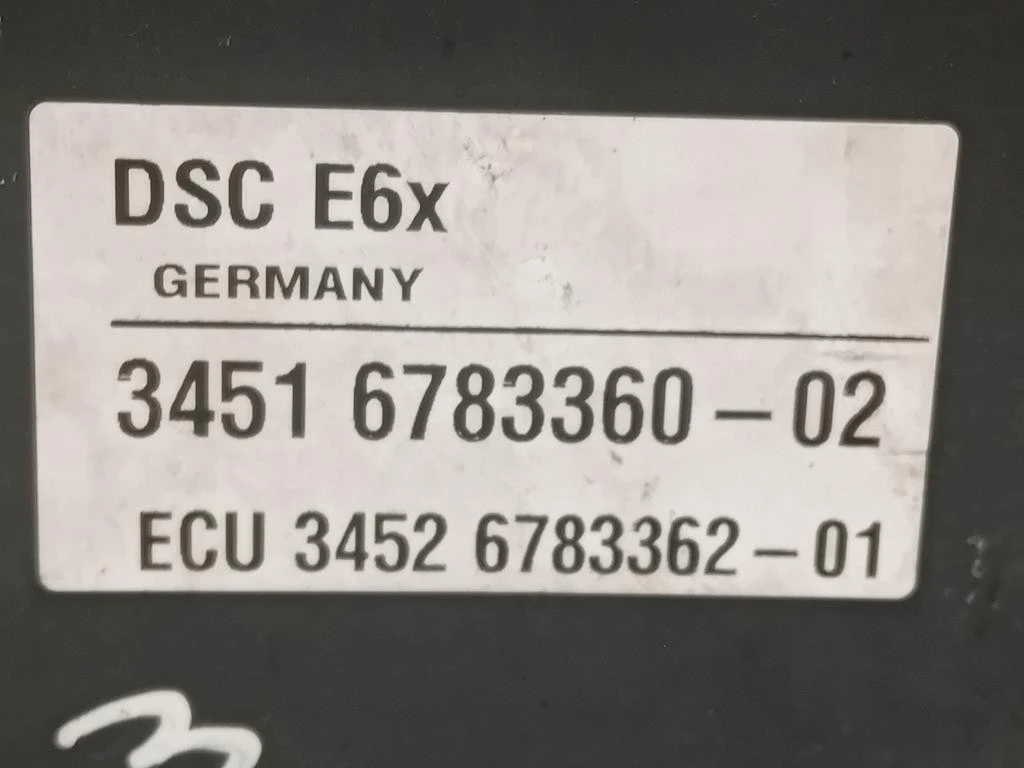 DSC E6x
GERMANY
3451 6783360-02
ECU 3452 6783362-01